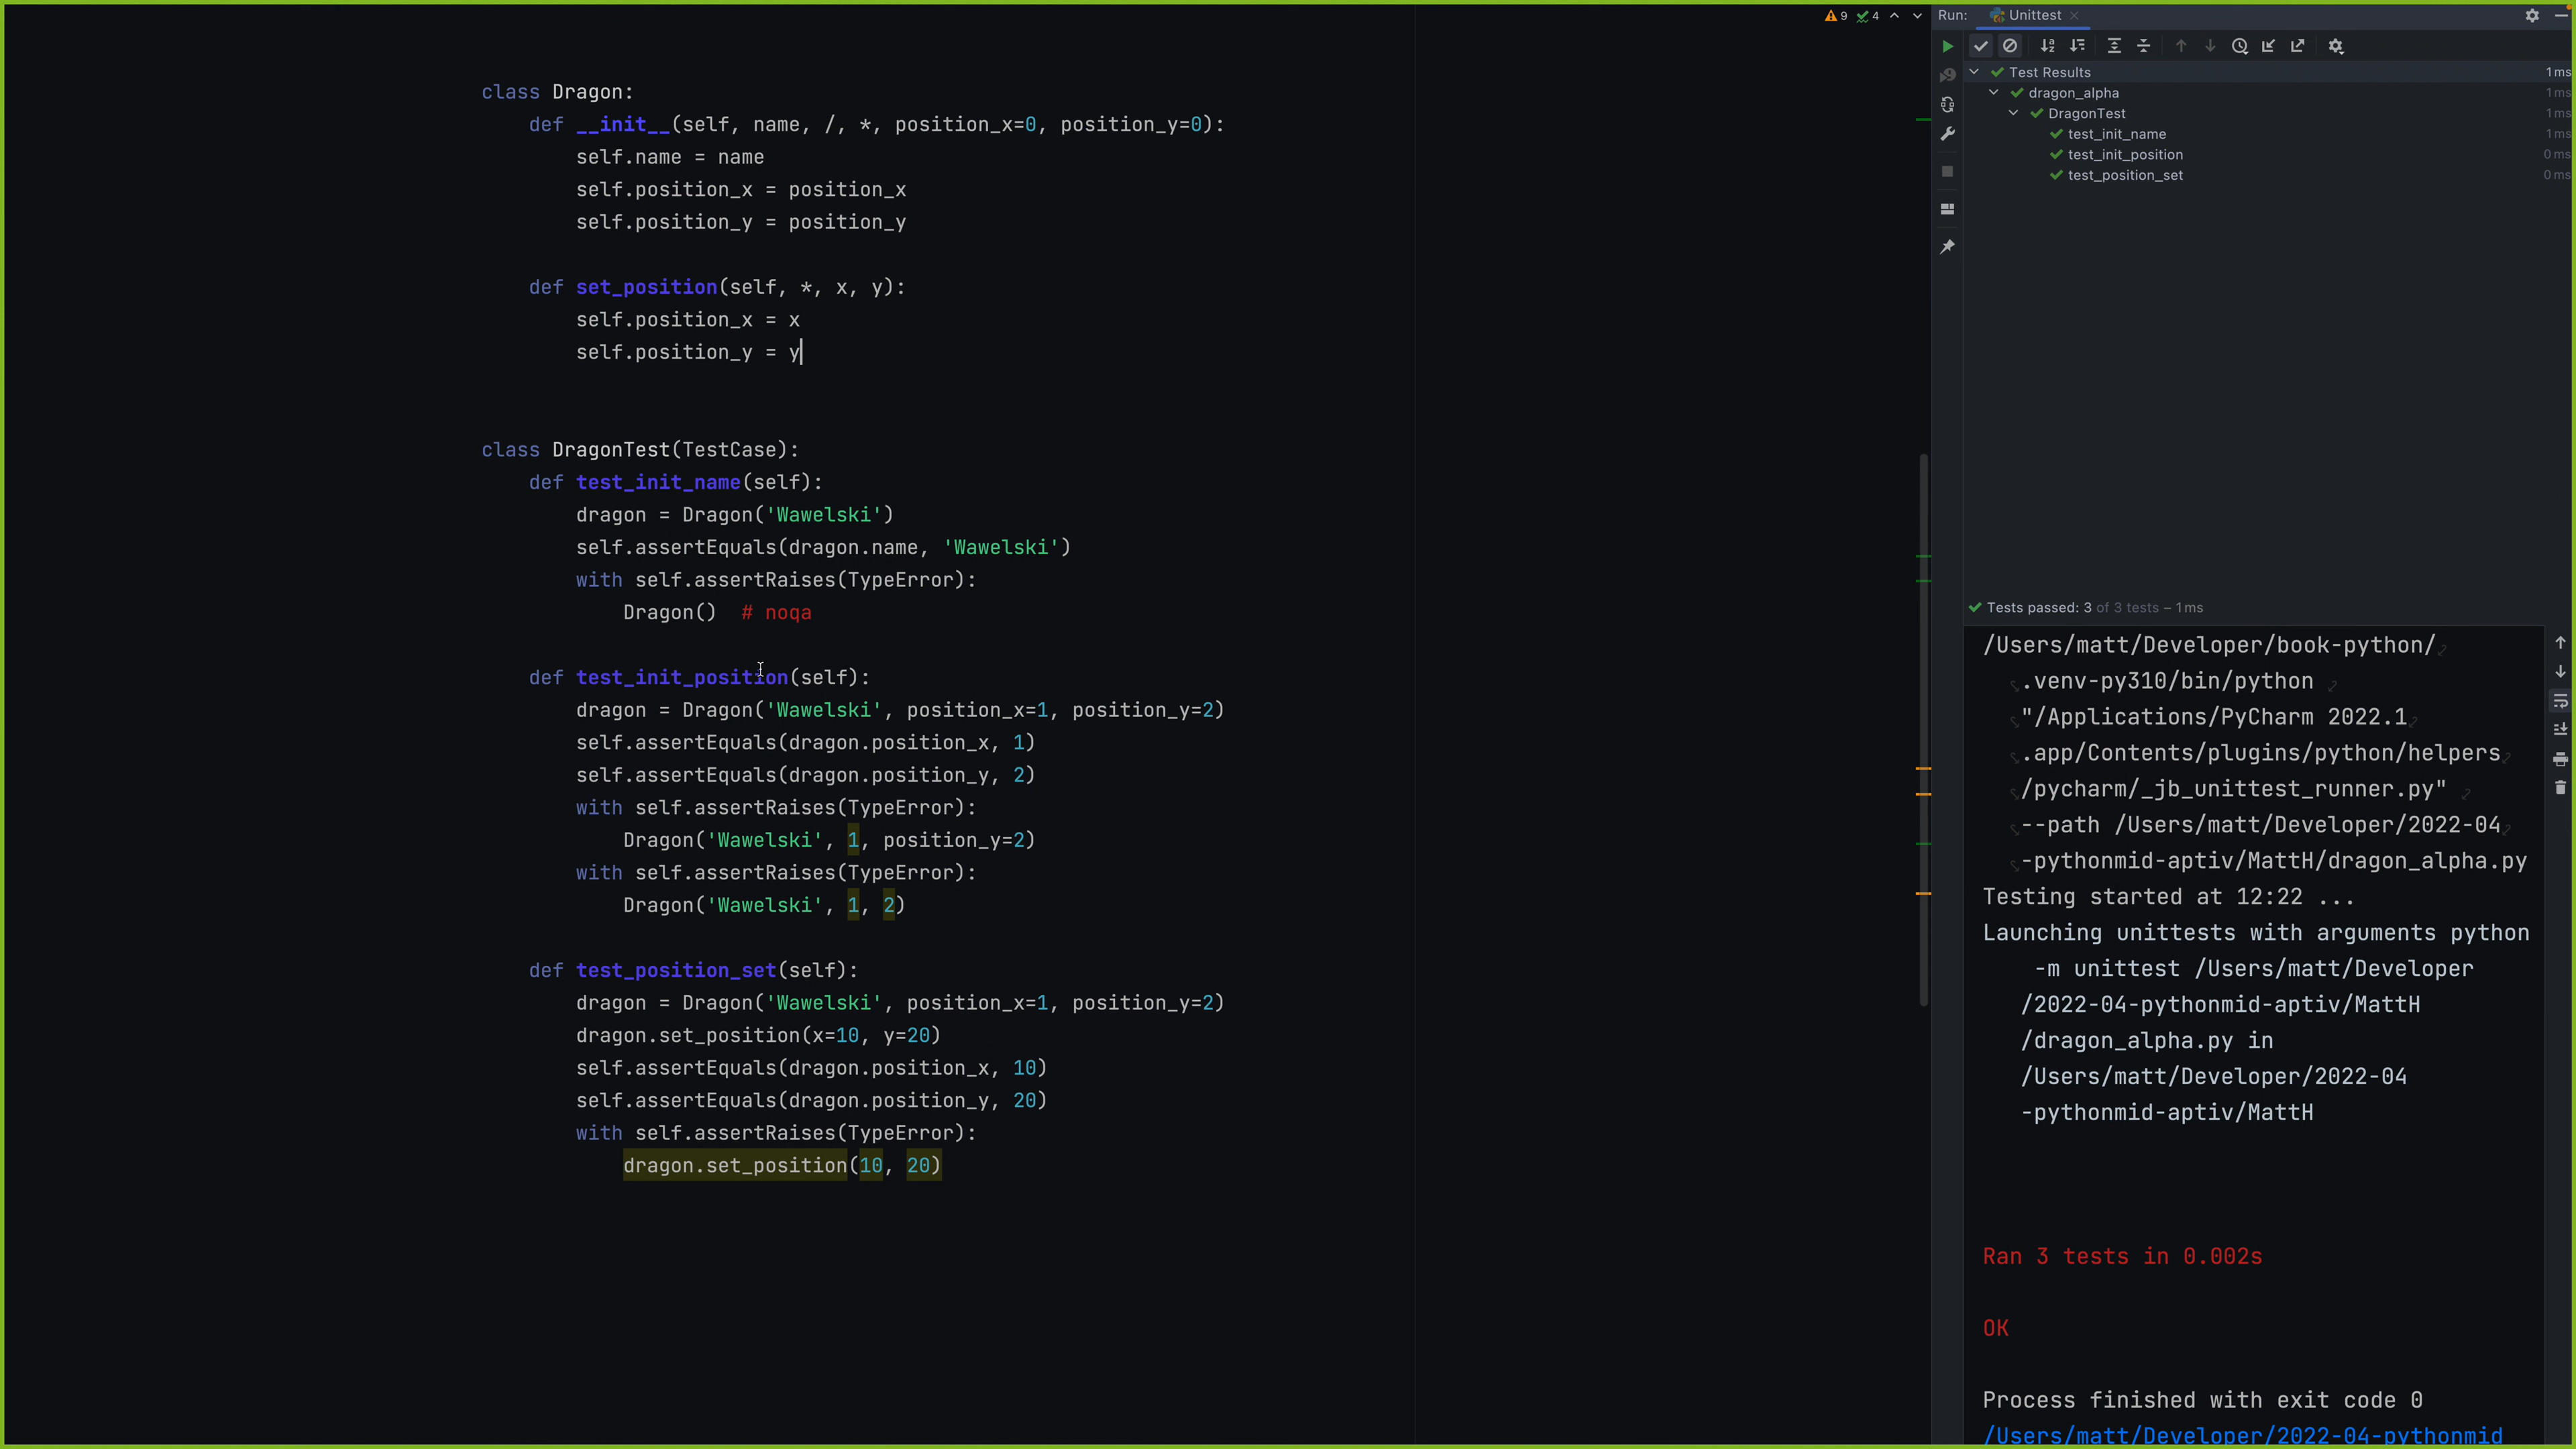 9 4
class Dragon:
def __init__(self, name, /, *, position_x=0, position_y=0):
self.name = name
self.position_x = position_x
self.position_y = position_y
def set_position(self, *, x, y):
self.position_x = x
self.position_y = y
class DragonTest(TestCase):
def test_init_name(self):
dragon = Dragon('Wawelski')
self.assertEquals(dragon.name, 'Wawelski')
with self.assertRaises(TypeError):
Dragon()  # noqa
def test_init_position(self):
dragon = Dragon('Wawelski', position_x=1, position_y=2)
self.assertEquals(dragon.position_x, 1)
self.assertEquals(dragon.position_y, 2)
with self.assertRaises(TypeError):
Dragon('Wawelski', 1, position_y=2)
with self.assertRaises(TypeError):
Dragon('Wawelski', 1, 2)
def test_position_set(self):
dragon = Dragon('Wawelski', position_x=1, position_y=2)
dragon.set_position(x=10, y=20)
self.assertEquals(dragon.position_x, 10)
self.assertEquals(dragon.position_y, 20)
with self.assertRaises(TypeError):
dragon.set_position(10, 20)
Run: Unittest
Test Results 1ms
dragon_alpha 1ms
DragonTest 1ms
test_init_name 1ms
test_init_position 0ms
test_position_set 0ms
Tests passed: 3 of 3 tests – 1ms
/Users/matt/Developer/book-python/
.venv-py310/bin/python
"/Applications/PyCharm 2022.1
.app/Contents/plugins/python/helpers
/pycharm/_jb_unittest_runner.py"
--path /Users/matt/Developer/2022-04
-pythonmid-aptiv/MattH/dragon_alpha.py
Testing started at 12:22 ...
Launching unittests with arguments python
-m unittest /Users/matt/Developer
/2022-04-pythonmid-aptiv/MattH
/dragon_alpha.py in
/Users/matt/Developer/2022-04
-pythonmid-aptiv/MattH
Ran 3 tests in 0.002s
OK
Process finished with exit code 0
/Users/matt/Developer/2022-04-pythonmid